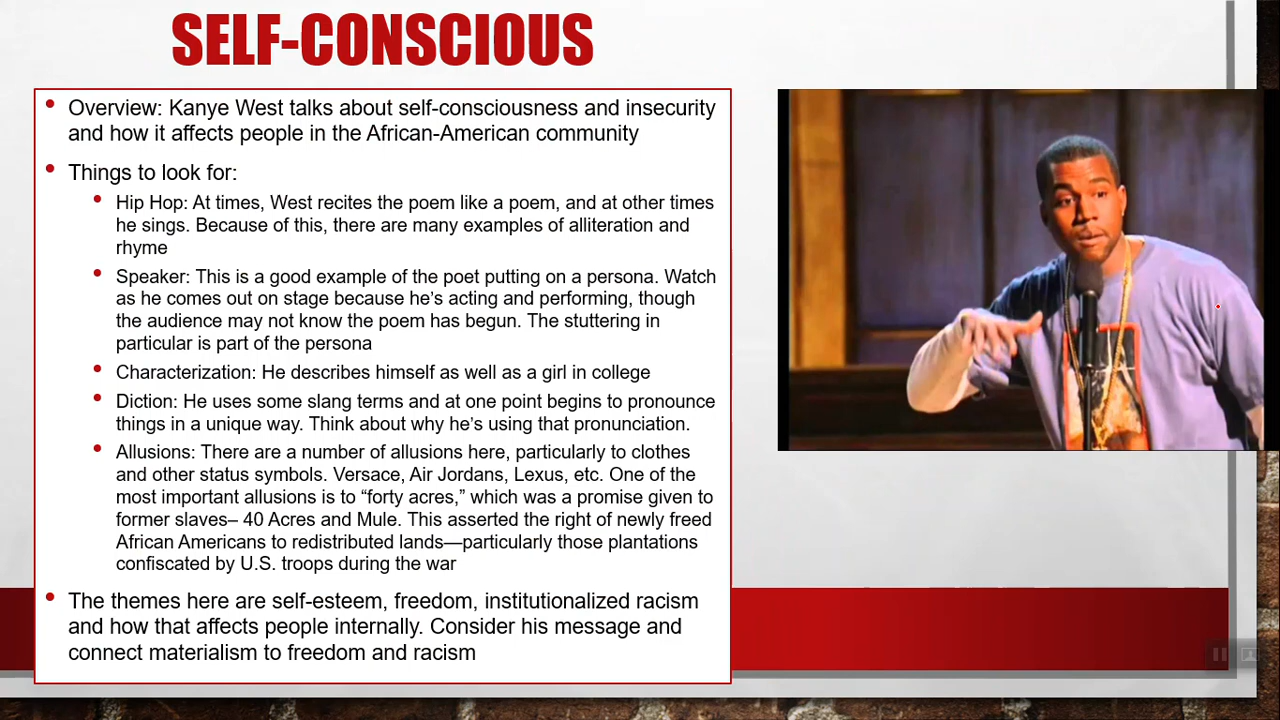 SELF-CONSCIOUS
• Overview: Kanye West talks about self-consciousness and insecurity
and how it affects people in the African-American community
• Things to look for:
• Hip Hop: At times, West recites the poem like a poem, and at other times
he sings. Because of this, there are many examples of alliteration and
rhyme
• Speaker: This is a good example of the poet putting on a persona. Watch
as he comes out on stage because he’s acting and performing, though
the audience may not know the poem has begun. The stuttering in
particular is part of the persona
• Characterization: He describes himself as well as a girl in college
• Diction: He uses some slang terms and at one point begins to pronounce
things in a unique way. Think about why he’s using that pronunciation.
• Allusions: There are a number of allusions here, particularly to clothes
and other status symbols. Versace, Air Jordans, Lexus, etc. One of the
most important allusions is to “forty acres,” which was a promise given to
former slaves– 40 Acres and Mule. This asserted the right of newly freed
African Americans to redistributed lands—particularly those plantations
confiscated by U.S. troops during the war
• The themes here are self-esteem, freedom, institutionalized racism
and how that affects people internally. Consider his message and
connect materialism to freedom and racism